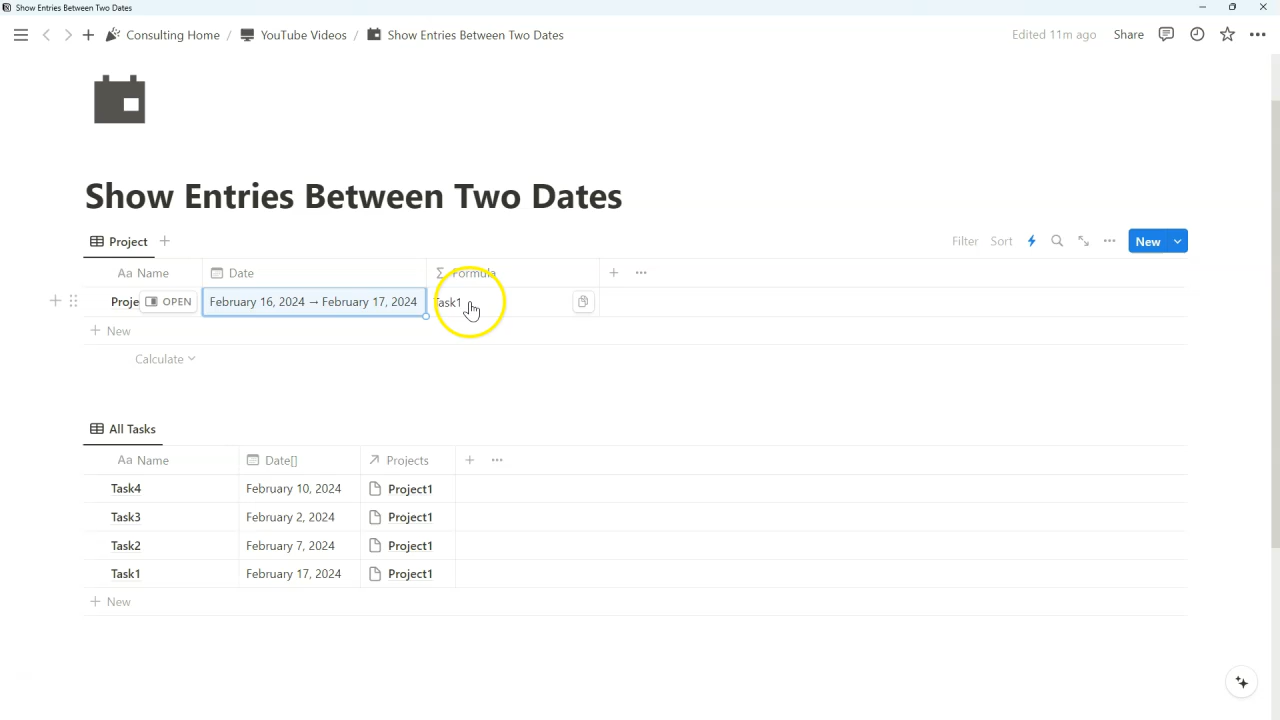 Show Entries Between Two Dates
Consulting Home / YouTube Videos / Show Entries Between Two Dates Edited 11m ago Share
Show Entries Between Two Dates
Project Filter Sort New
Aa Name Date Formula
Proje OPEN February 16, 2024 → February 17, 2024 Task1
New
Calculate
All Tasks
Aa Name Date[] Projects
Task4 February 10, 2024 Project1
Task3 February 2, 2024 Project1
Task2 February 7, 2024 Project1
Task1 February 17, 2024 Project1
New